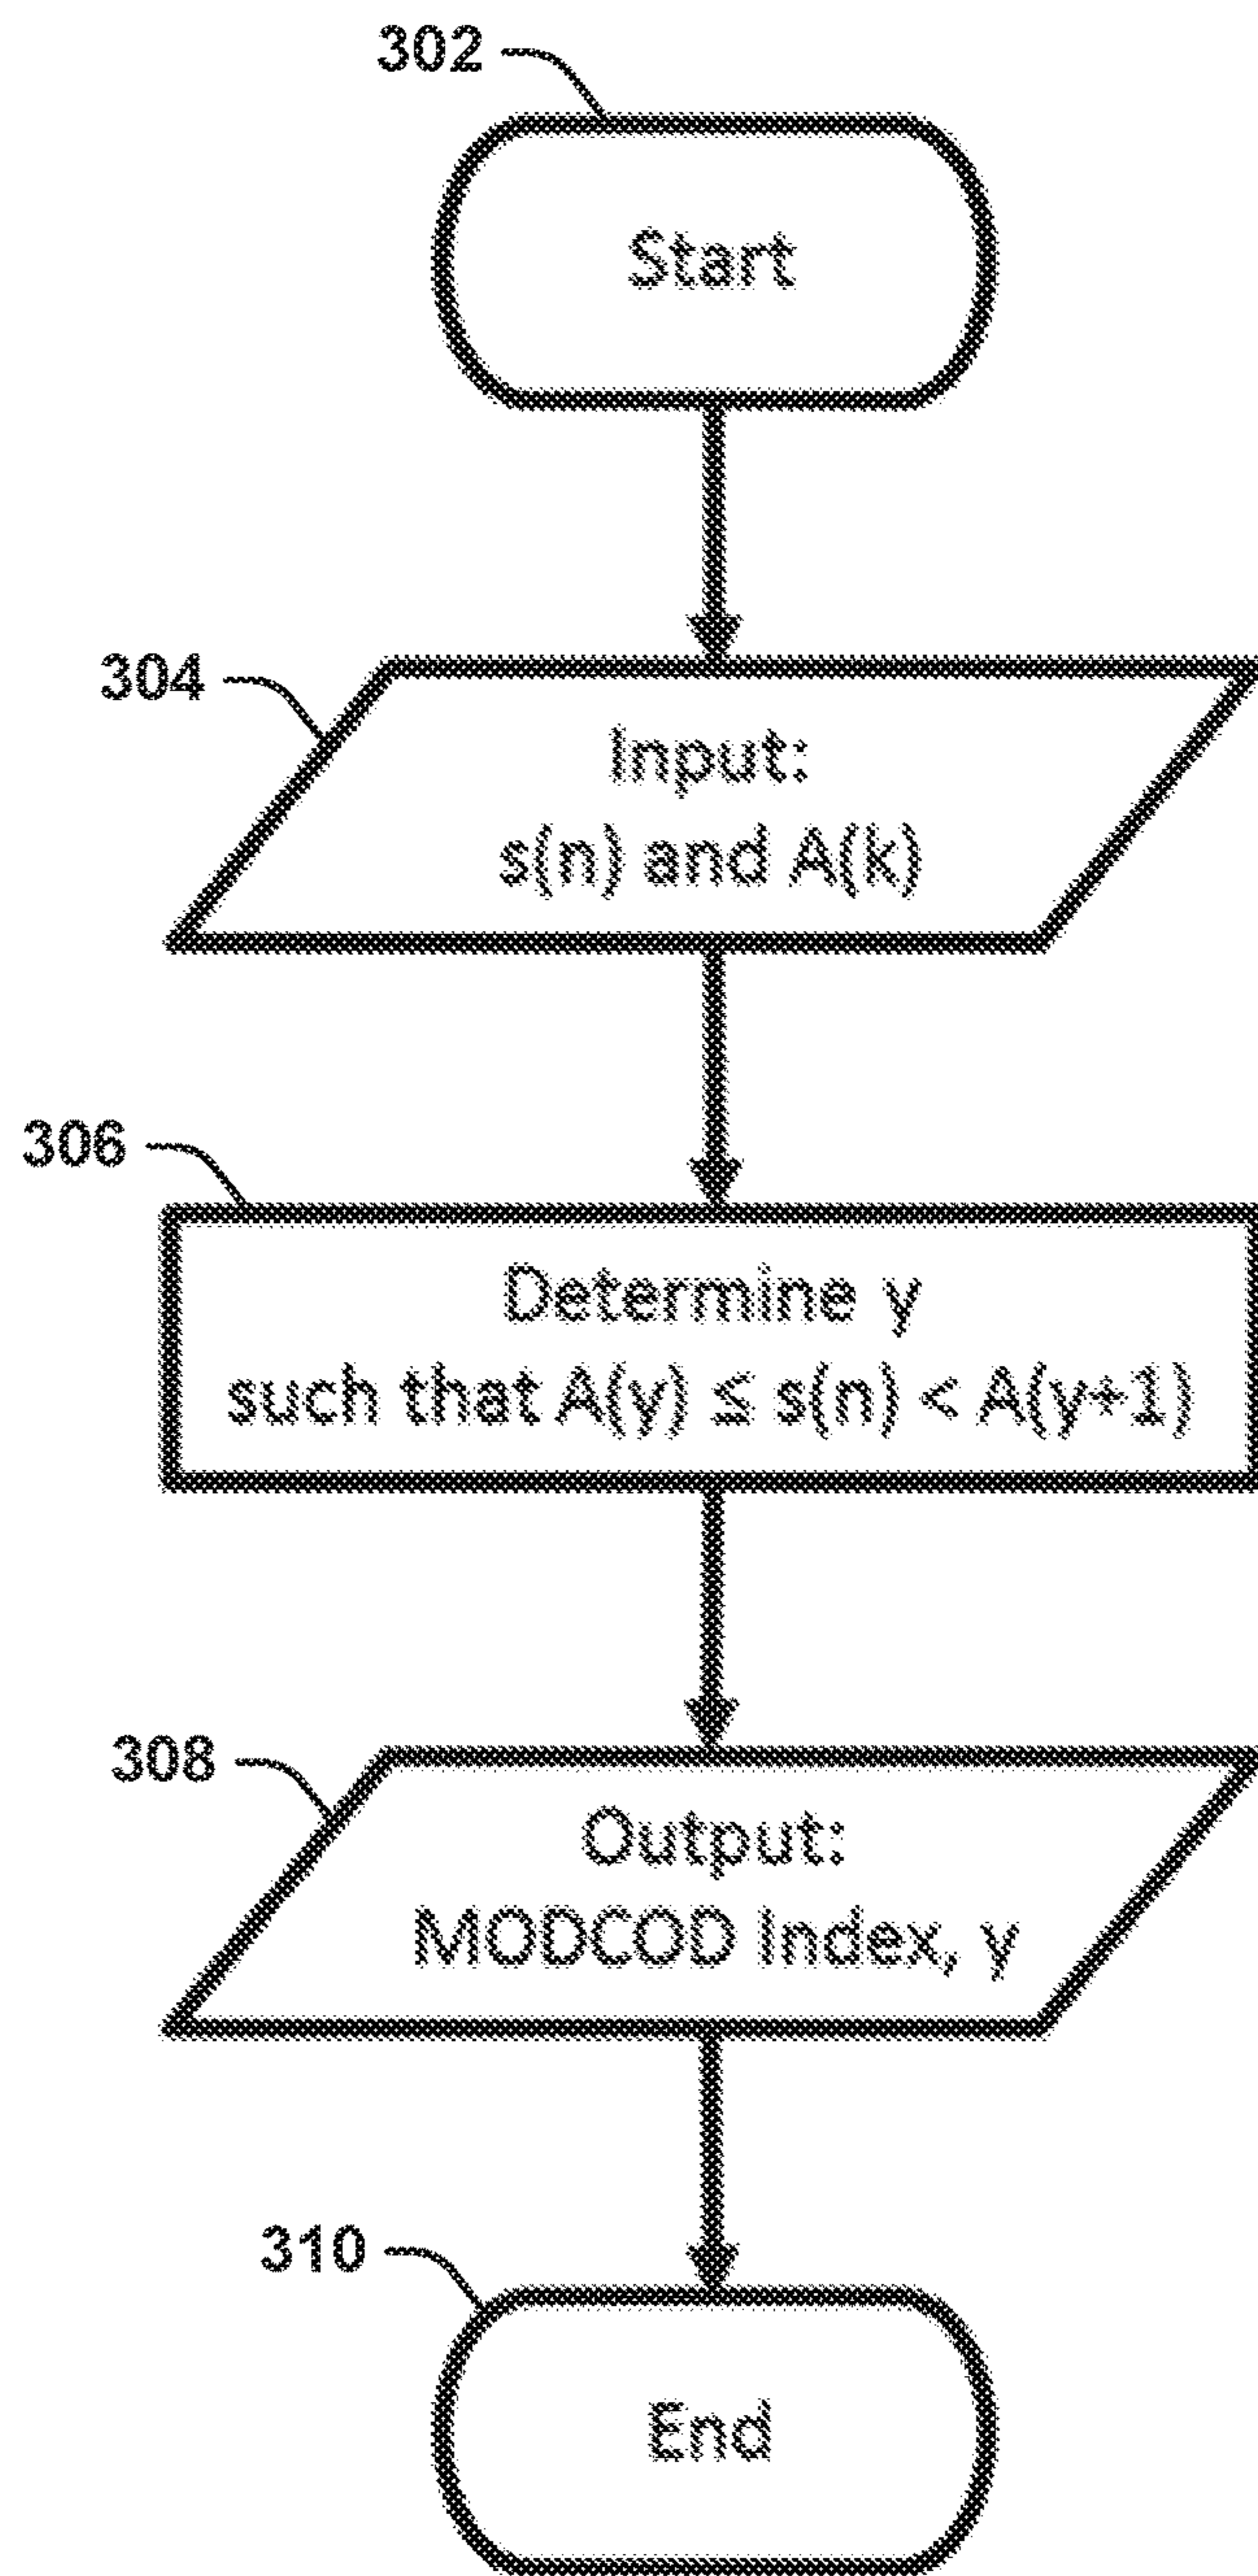 302
Start
304
Input:
s(n) and A(k)
306
Determine y
such that A(y) ≤ s(n) < A(y+1)
308
Output:
MODCOD Index, y
310
End